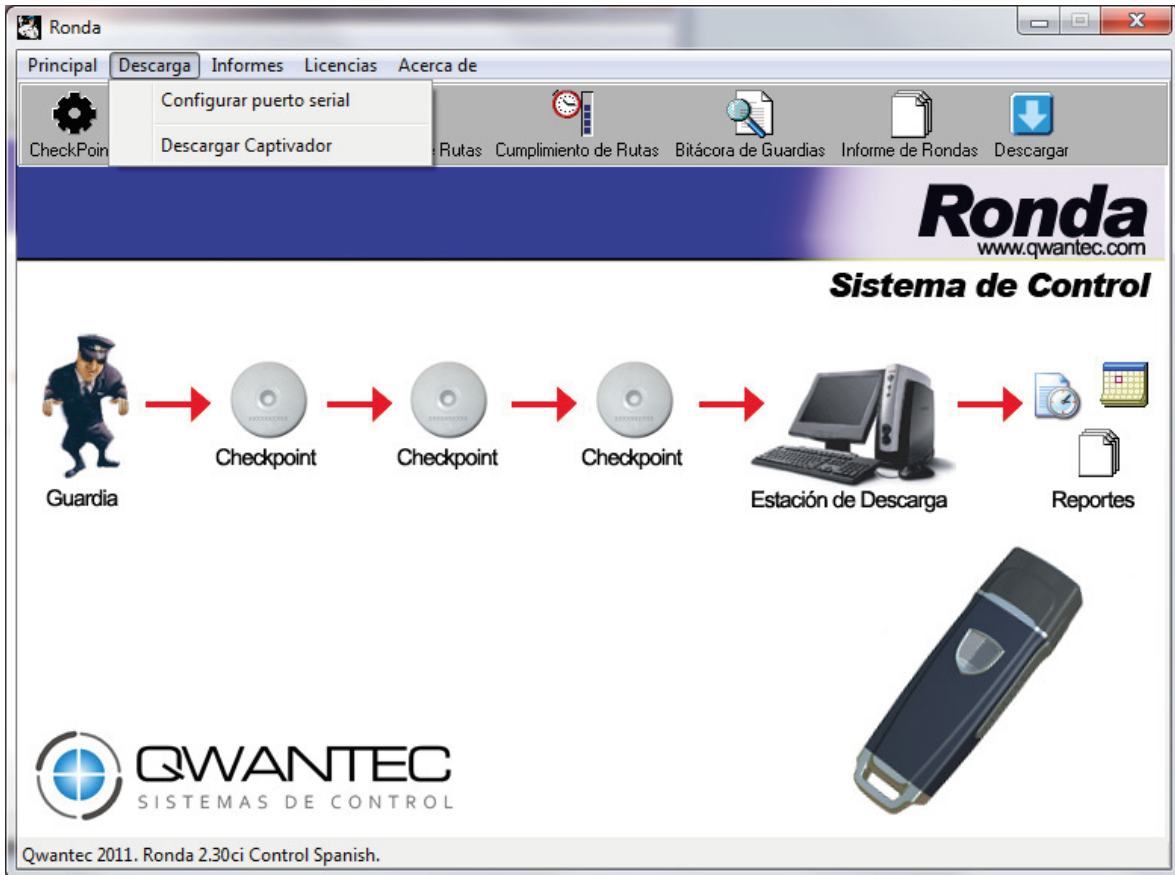 Ronda
Principal Descarga Informes Licencias Acerca de
Configurar puerto serial
Descargar Captivador
CheckPoin Rutas Cumplimiento de Rutas Bitácora de Guardias Informe de Rondas Descargar
Ronda
www.qwantec.com
Sistema de Control
Checkpoint Checkpoint Checkpoint
Guardia Estación de Descarga Reportes
QWANTEC
SISTEMAS DE CONTROL
Qwantec 2011. Ronda 2.30ci Control Spanish.